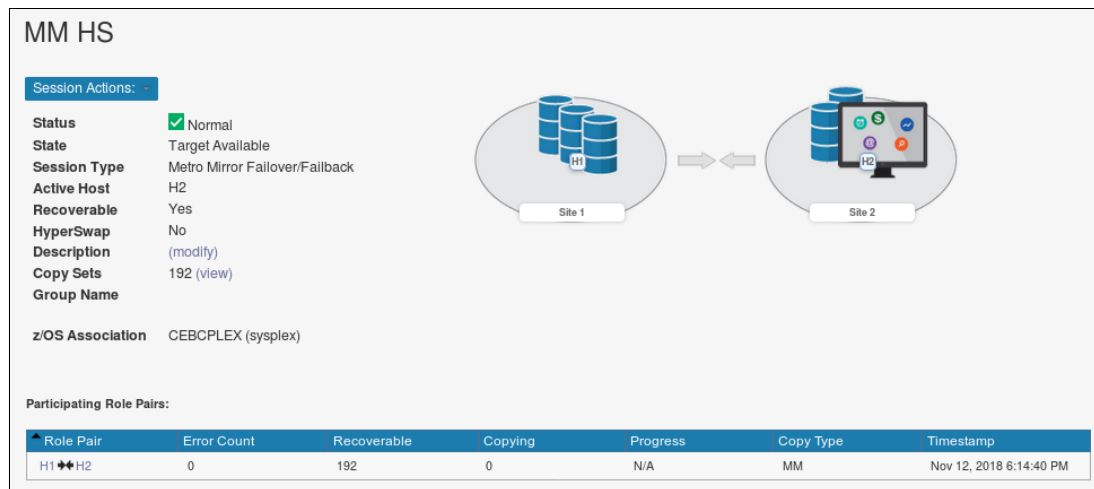 MM HS
Session Actions:
Status Normal
State Target Available
Session Type Metro Mirror Failover/Failback
Active Host H2
Recoverable Yes
HyperSwap No
Description (modify)
Copy Sets 192 (view)
Group Name
z/OS Association CEBCPLEX (sysplex)
H1
Site 1
$
H2
Site 2
Participating Role Pairs:
Role Pair Error Count Recoverable Copying Progress Copy Type Timestamp
H1 H2 0 192 0 N/A MM Nov 12, 2018 6:14:40 PM